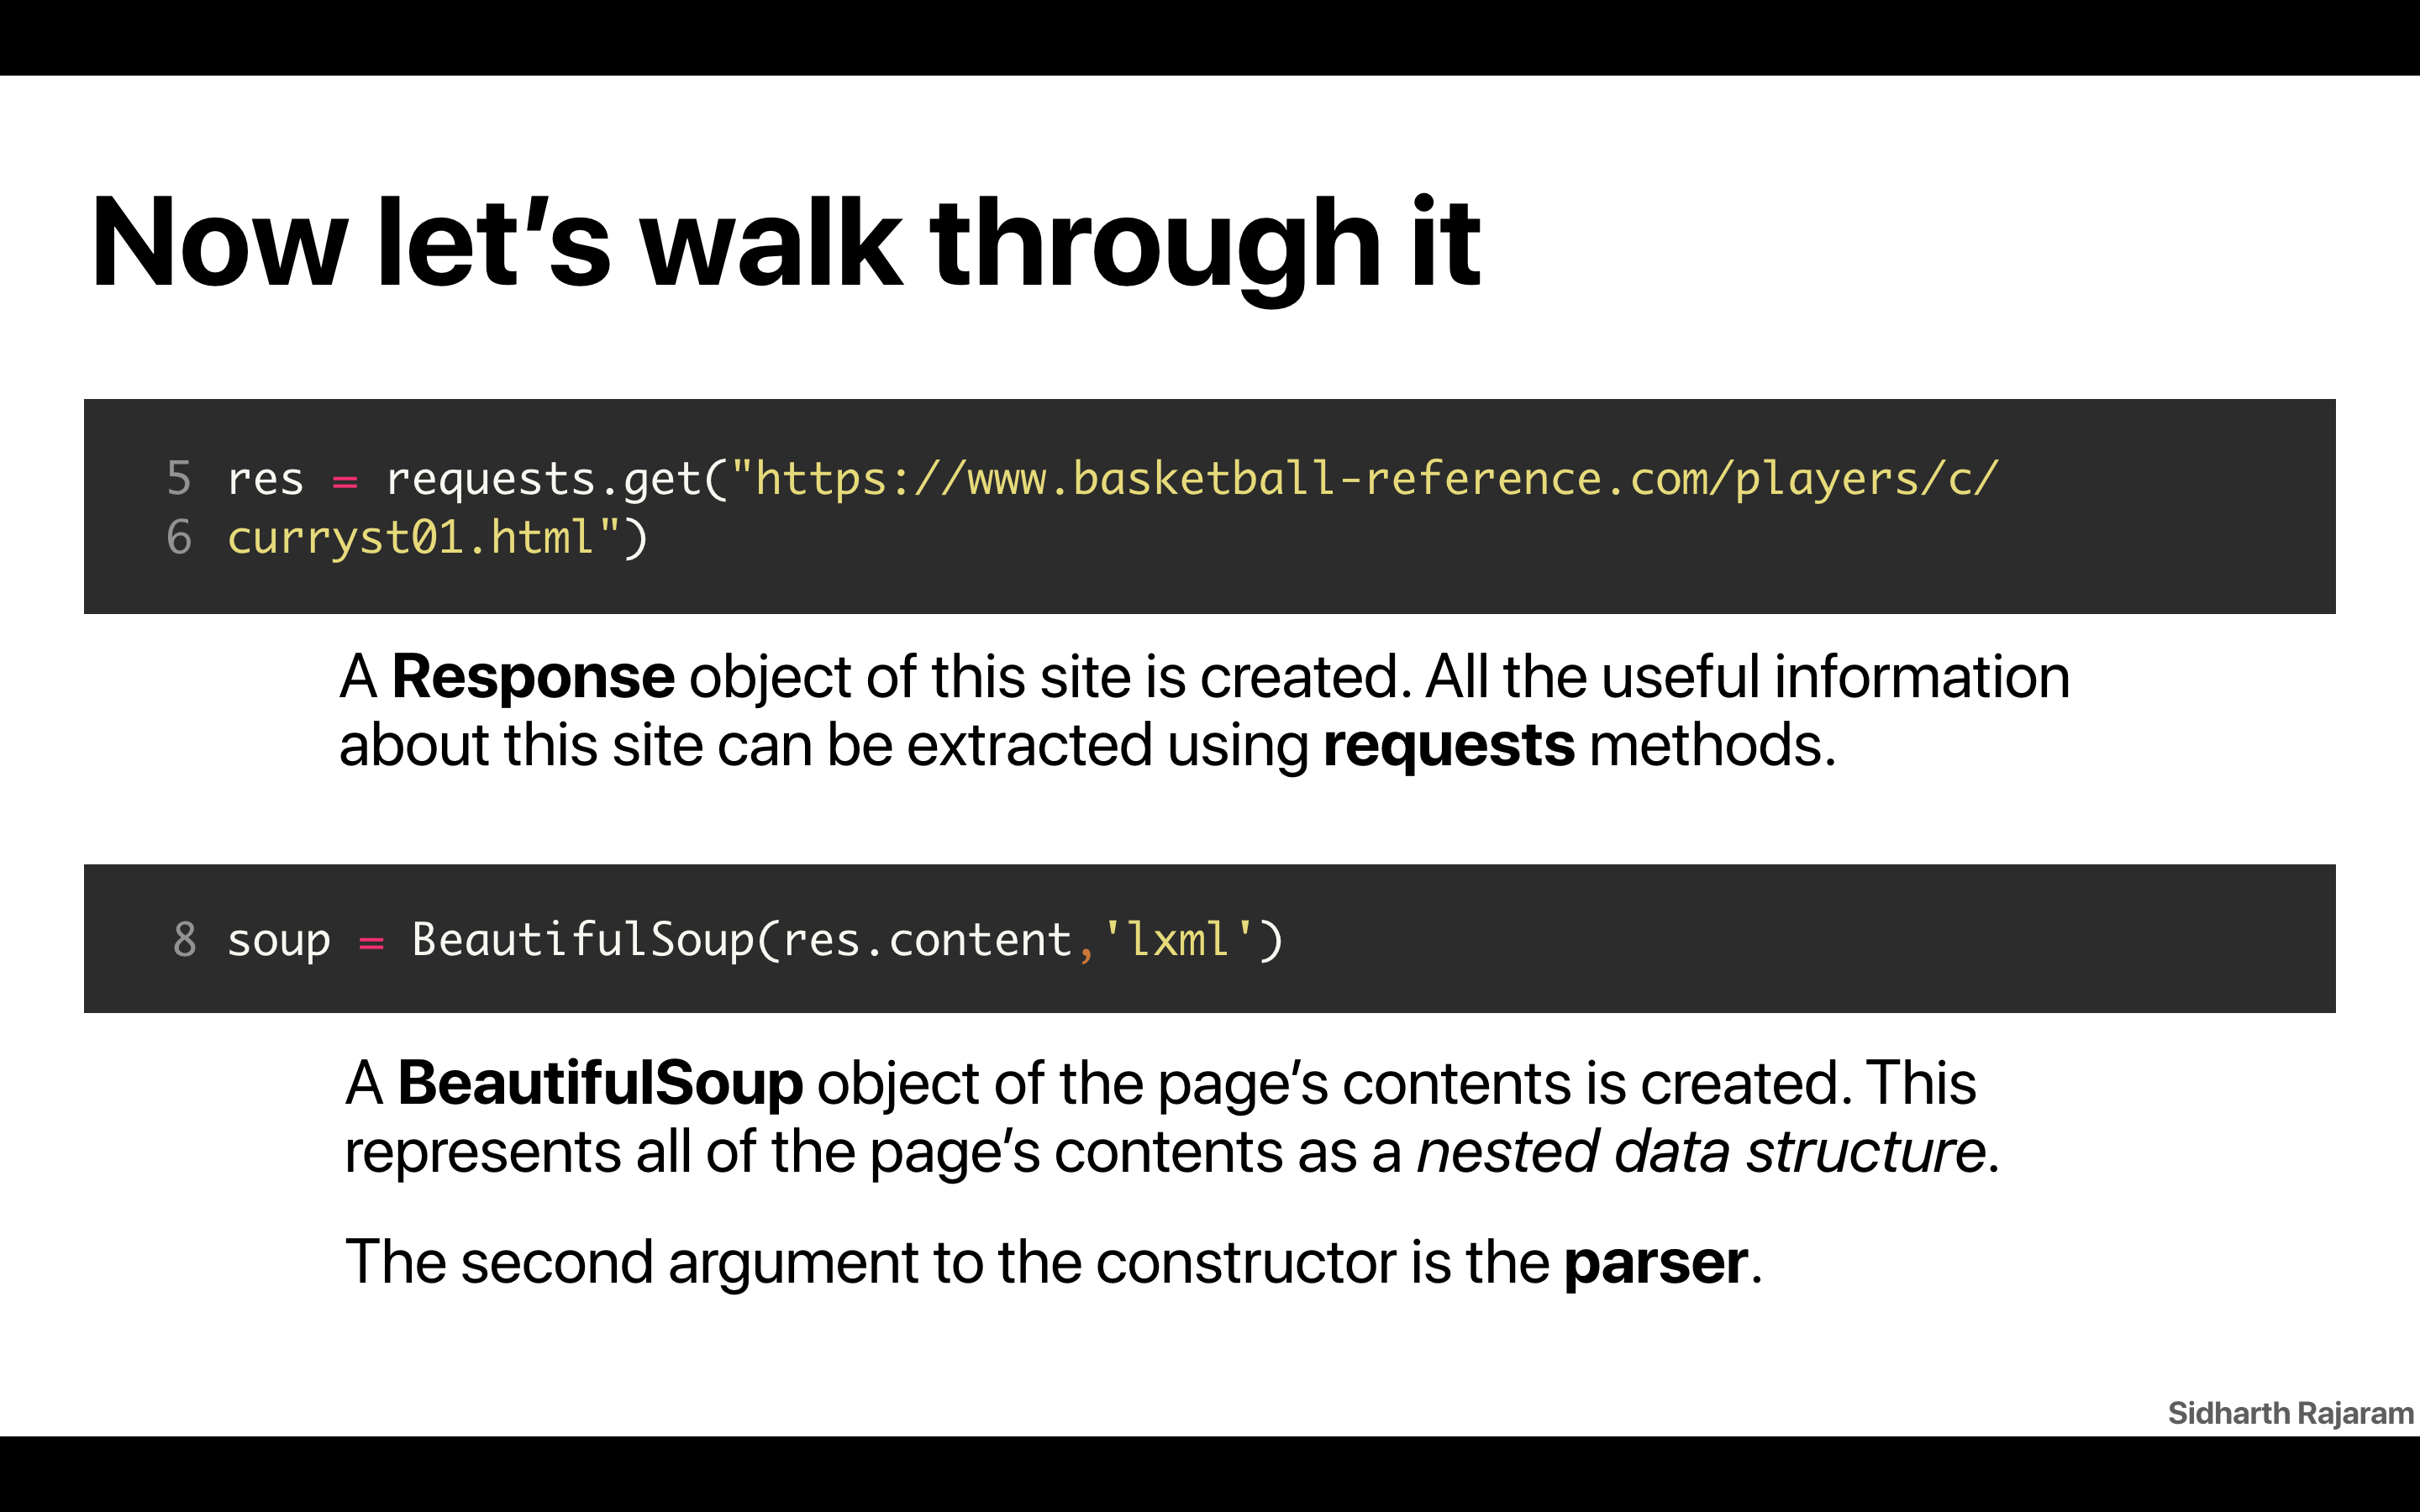 Now let’s walk through it
5 res = requests.get("https://www.basketball-reference.com/players/c/
6 curryst01.html")
A Response object of this site is created. All the useful information
about this site can be extracted using requests methods.
8 soup = BeautifulSoup(res.content,'lxml')
A BeautifulSoup object of the page’s contents is created. This
represents all of the page’s contents as a nested data structure.
The second argument to the constructor is the parser.
Sidharth Rajaram